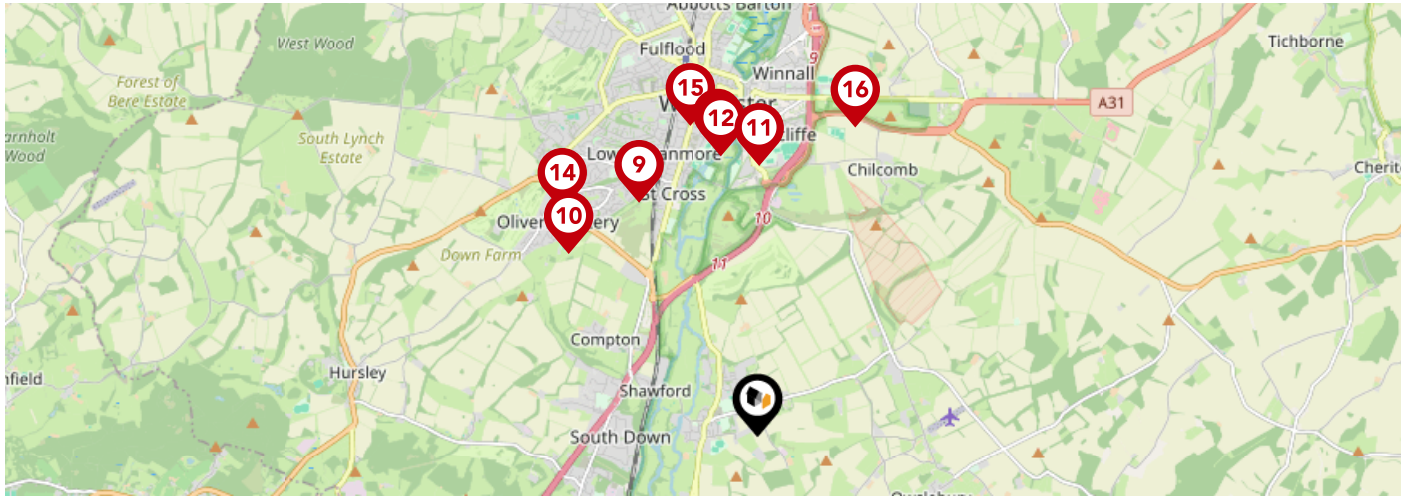 Abbotts Barton
West Wood
Fulflood
Tichborne
9
Winnall
Forest of
Bere Estate
15
16
A31
12
11
South Lynch
Estate
Wood
9
14
Chilcomb
St Cross
10
10
Down Farm
11
Compton
Hursley
Shawford
South Down